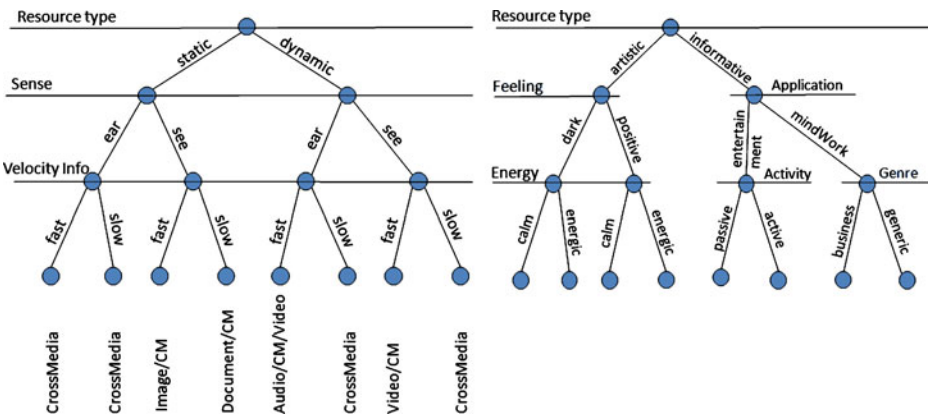 Resource type
static
dynamic
Sense
ear
see
ear
see
Velocity Info
fast
slow
fast
slow
fast
slow
fast
slow
CrossMedia
CrossMedia
Image/CM
Document/CM
Audio/CM/Video
CrossMedia
Video/CM
CrossMedia
Resource type
artistic
informative
Feeling
Application
dark
positive
entertain
ment
mindWork
Energy
Activity
Genre
calm
energic
calm
energic
passive
active
business
generic